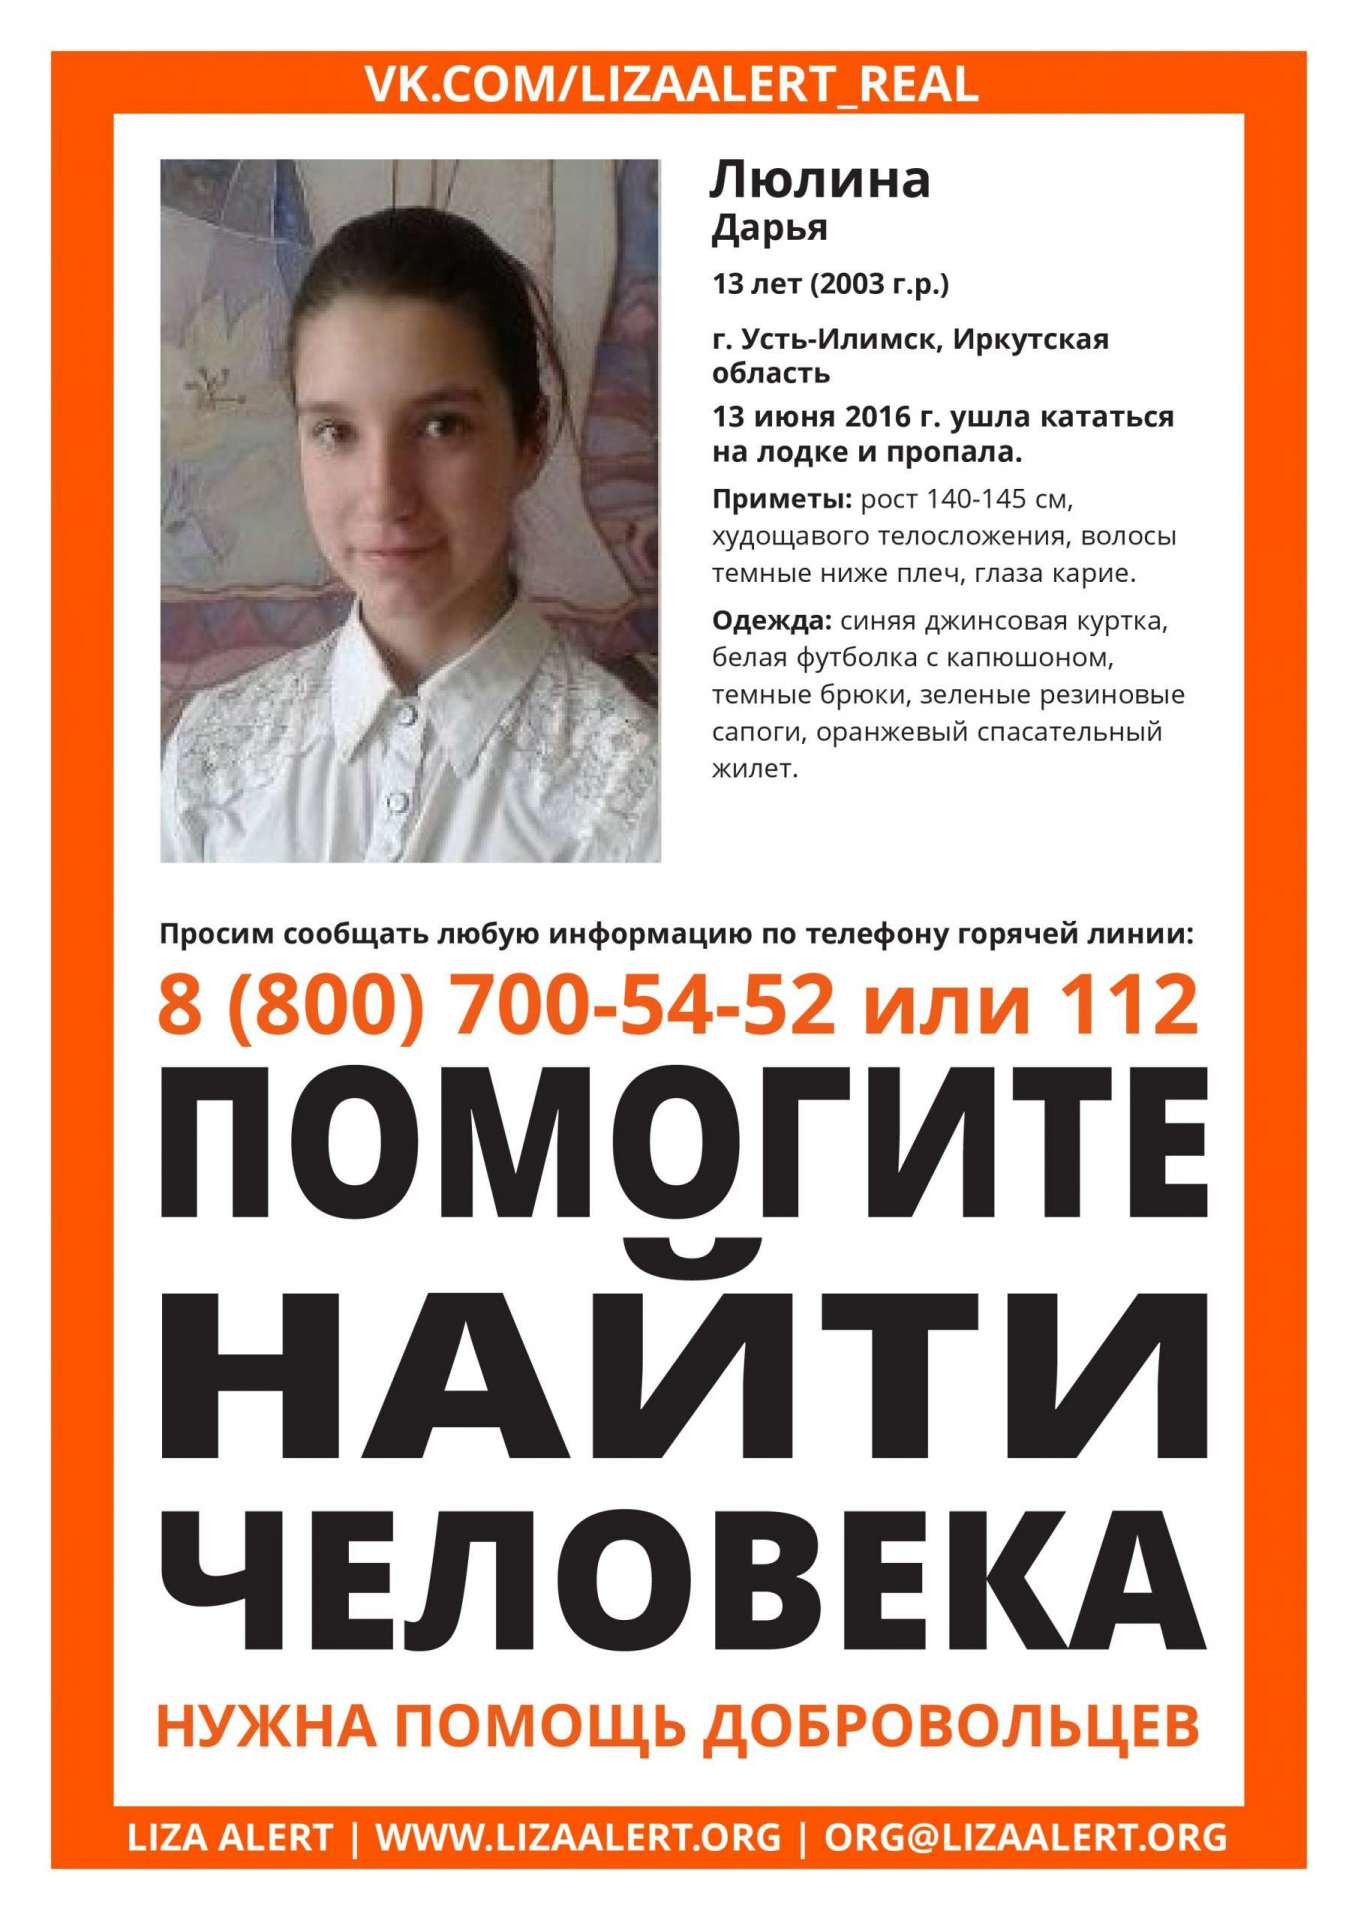 VK.COM/LIZAALERT_REAL
Люлина
Дарья
13 лет (2003 г.р.)
г. Усть-Илимск, Иркутская
область
13 июня 2016 г. ушла кататься
на лодке и пропала.
Приметы: рост 140-145 см,
худощавого телосложения, волосы
темные ниже плеч, глаза карие.
Одежда: синяя джинсовая куртка,
белая футболка с капюшоном,
темные брюки, зеленые резиновые
сапоги, оранжевый спасательный
жилет.
Просим сообщать любую информацию по телефону горячей линии:
8 (800) 700-54-52 или 112
ПОМОГИТЕ
НАЙТИ
ЧЕЛОВЕКА
НУЖНА ПОМОЩЬ ДОБРОВОЛЬЦЕВ
LIZA ALERT | WWW.LIZAALERT.ORG | ORG@LIZAALERT.ORG